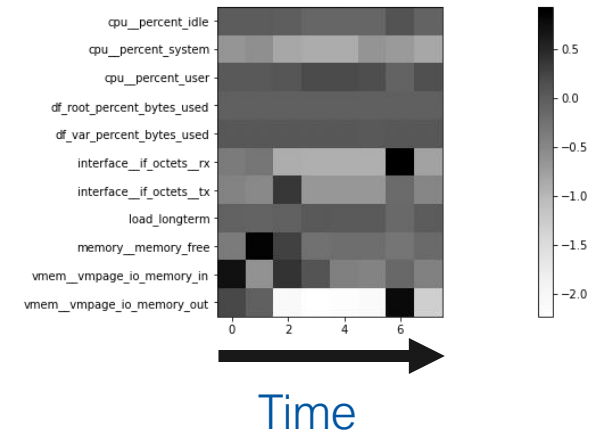 cpu__percent_idle
cpu__percent_system
cpu__percent_user
df_root_percent_bytes_used
df_var_percent_bytes_used
interface__if_octets__rx
interface__if_octets__tx
load_longterm
memory__memory_free
vmem__vmpage_io_memory_in
vmem__vmpage_io_memory_out
0 2 4 6
0.5
0.0
−0.5
−1.0
−1.5
−2.0
Time